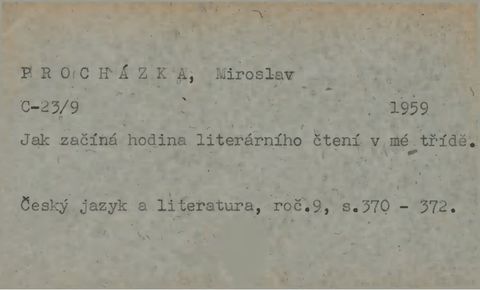 P R O C H Á Z K A, Miroslav
C-23/9 1959
Jak začíná hodina literárního čtení v mé třídě.
Český jazyk a literatura, roč.9, s.370 - 372.